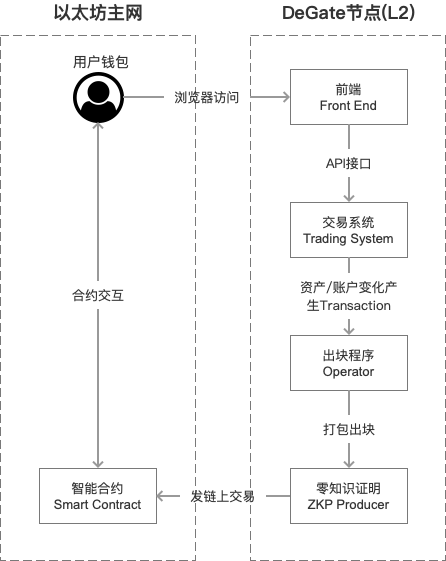 以太坊主网
DeGate节点(L2)
用户钱包
浏览器访问
前端
Front End
API接口
交易系统
Trading System
资产/账户变化产
生Transaction
合约交互
出块程序
Operator
打包出块
智能合约
Smart Contract
发链上交易
零知识证明
ZKP Producer